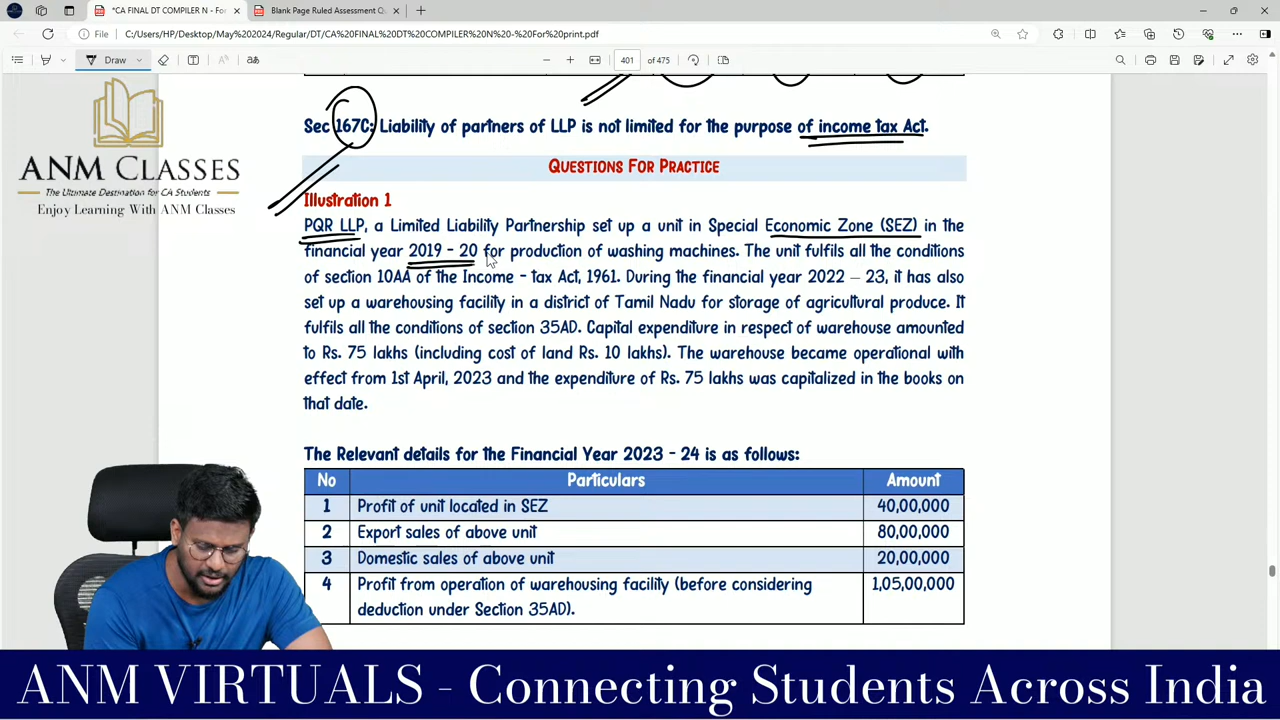 *CA FINAL DT COMPILER N - For
Blank Page Ruled Assessment Q
File
C:/Users/HP/Desktop/May%202024/Regular/DT/CA%20FINAL%20DT%20COMPILER%20N%20-%20For%20print.pdf
Draw
401 of 475
ANM CLASSES
The Ultimate Destination for CA Students
Enjoy Learning With ANM Classes
Sec 167C: Liability of partners of LLP is not limited for the purpose of income tax Act.
QUESTIONS FOR PRACTICE
Illustration 1
PQR LLP, a Limited Liability Partnership set up a unit in Special Economic Zone (SEZ) in the
financial year 2019 - 20 for production of washing machines. The unit fulfils all the conditions
of section 10AA of the Income - tax Act, 1961. During the financial year 2022 – 23, it has also
set up a warehousing facility in a district of Tamil Nadu for storage of agricultural produce. It
fulfils all the conditions of section 35AD. Capital expenditure in respect of warehouse amounted
to Rs. 75 lakhs (including cost of land Rs. 10 lakhs). The warehouse became operational with
effect from 1st April, 2023 and the expenditure of Rs. 75 lakhs was capitalized in the books on
that date.
The Relevant details for the Financial Year 2023 - 24 is as follows:
No Particulars Amount
1 Profit of unit located in SEZ 40,00,000
2 Export sales of above unit 80,00,000
3 Domestic sales of above unit 20,00,000
4 Profit from operation of warehousing facility (before considering 1,05,00,000
deduction under Section 35AD).
ANM VIRTUALS - Connecting Students Across India